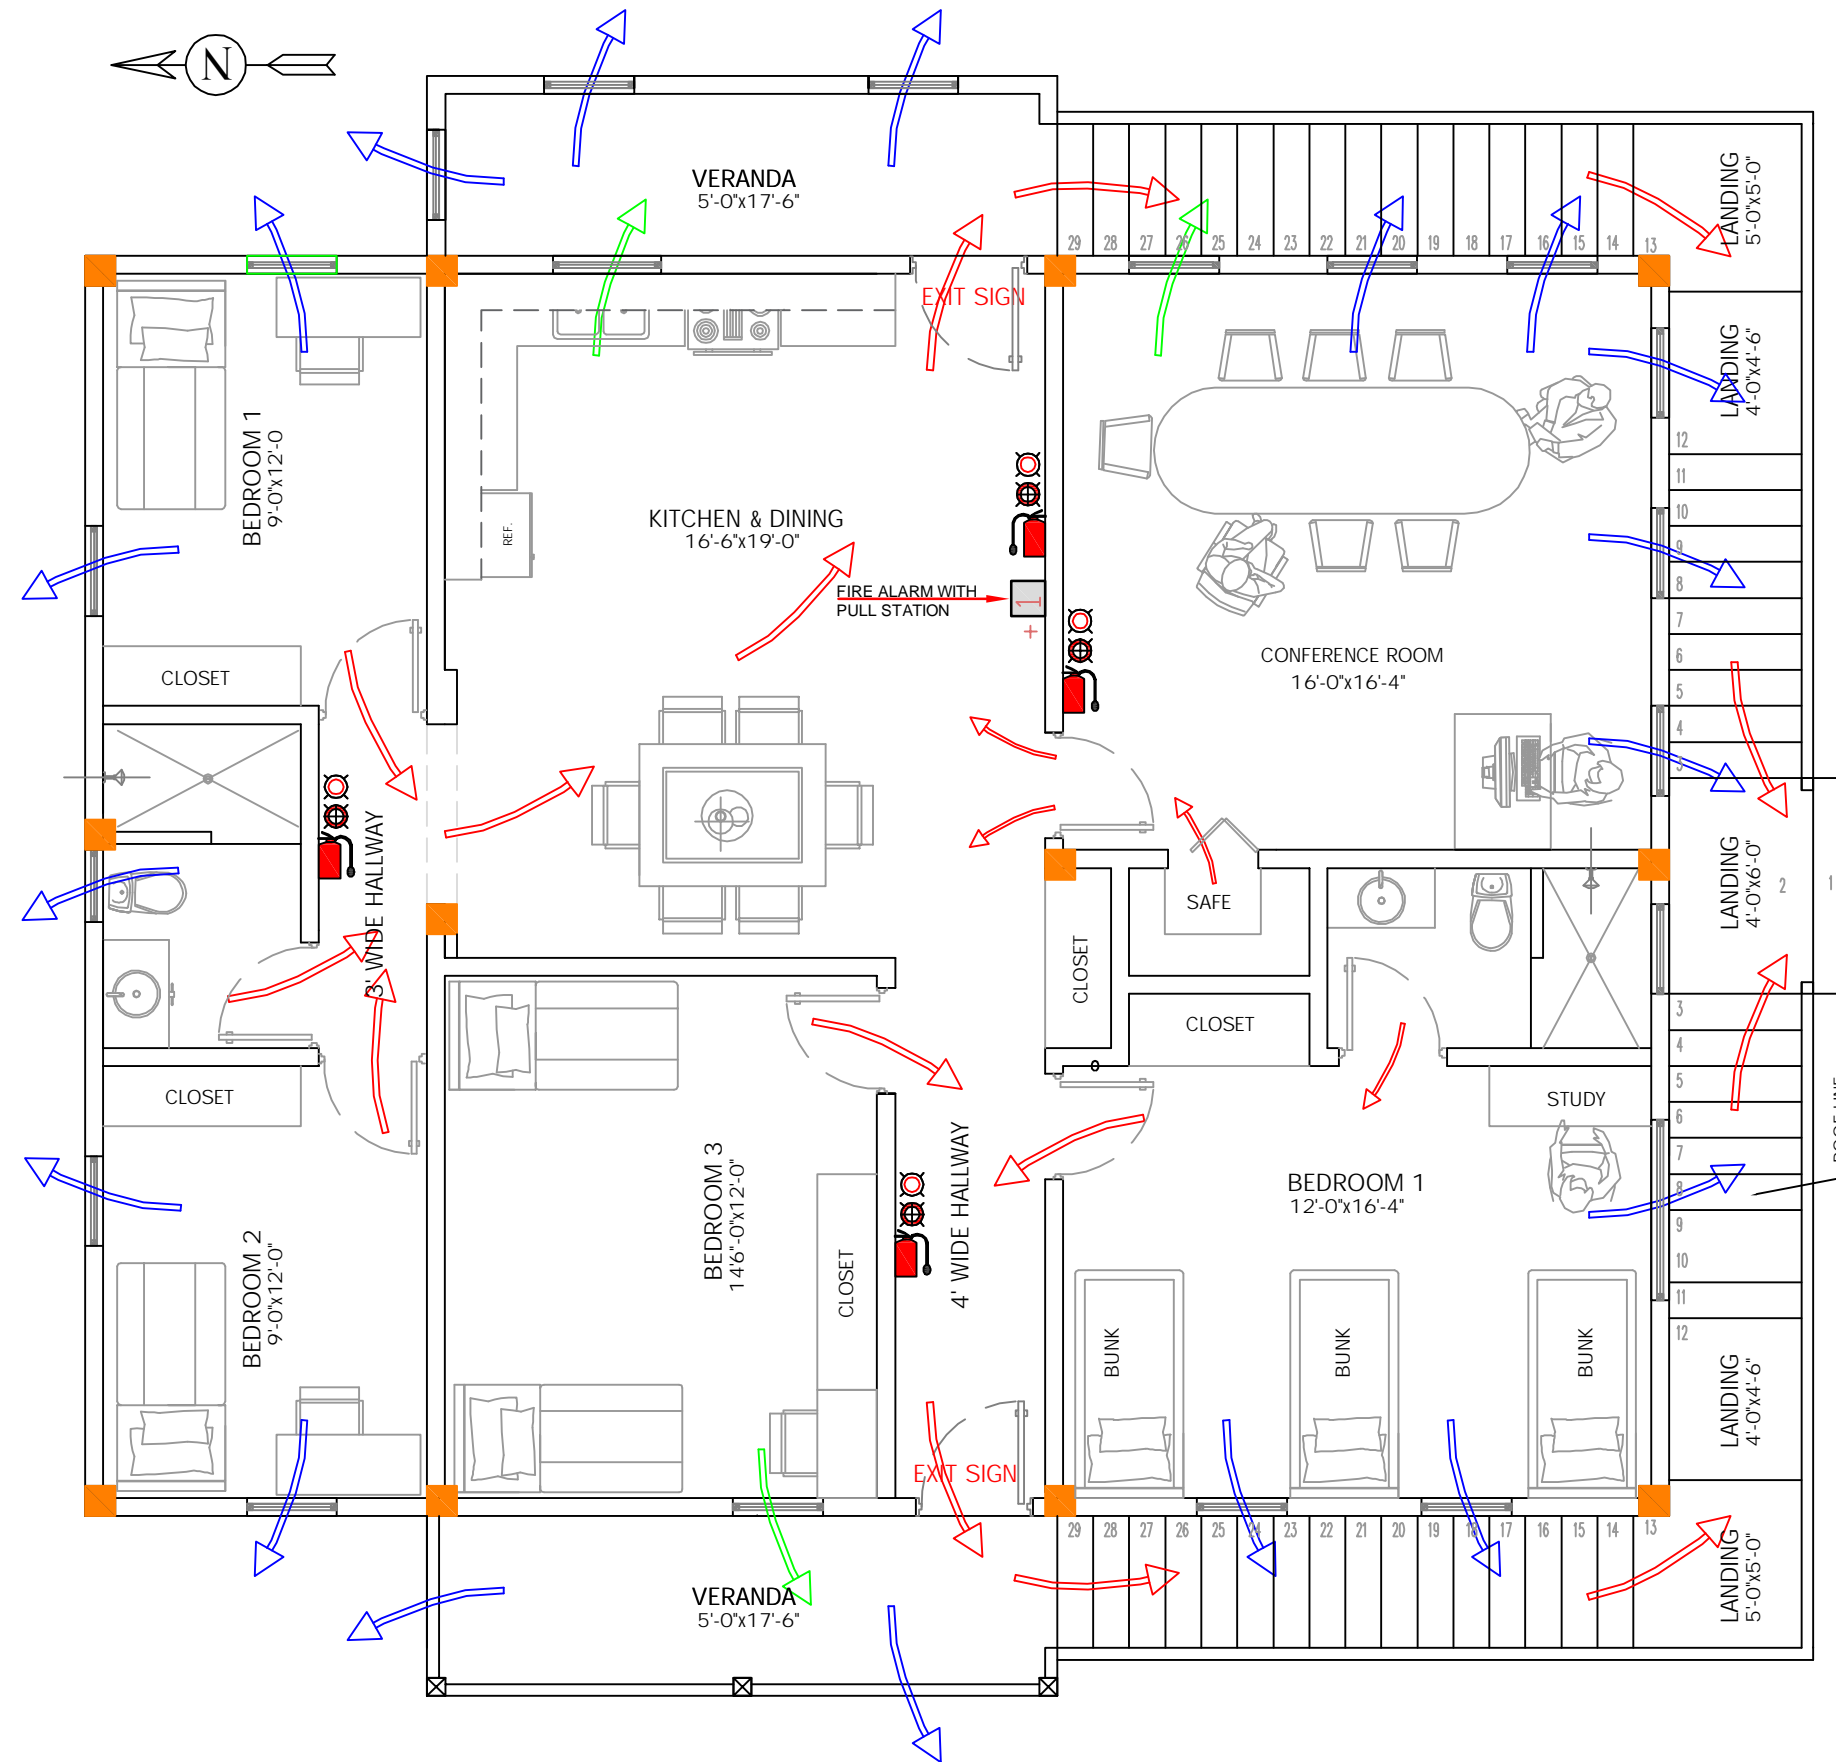 N
VERANDA
5'-0"x17'-6"
29 28 27 26 25 24 23 22 21 20 19 18 17 16 15 14 13
LANDING
5'-0"x5'-0"
EXIT SIGN
LANDING
4'-0"x4'-6"
BEDROOM 1
9'-0"x12'-0
KITCHEN & DINING
16'-6"x19'-0"
REF.
FIRE ALARM WITH
PULL STATION
1
+
CONFERENCE ROOM
16'-0"x16'-4"
12
11
10
9
8
7
6
5
4
3
CLOSET
3' WIDE HALLWAY
SAFE
CLOSET
CLOSET
LANDING
4'-0"x6'-0"
2
1
CLOSET
STUDY
3
4
5
6
7
8
9
10
11
12
BEDROOM 2
9'-0"x12'-0"
BEDROOM 3
14'6"-0"x12'-0"
CLOSET
4' WIDE HALLWAY
BEDROOM 1
12'-0"x16'-4"
BUNK
BUNK
BUNK
LANDING
4'-0"x4'-6"
EXIT SIGN
29 28 27 26 25 24 23 22 21 20 19 18 17 16 15 14 13
LANDING
5'-0"x5'-0"
VERANDA
5'-0"x17'-6"